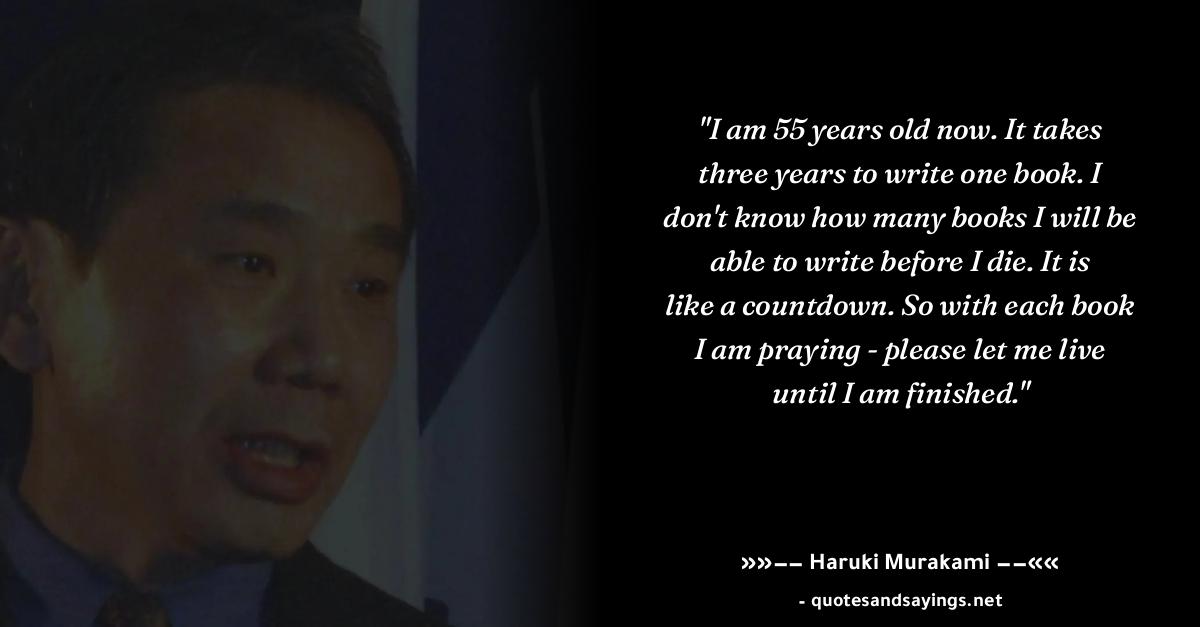 "I am 55 years old now. It takes
three years to write one book. I
don't know how many books I will be
able to write before I die. It is
like a countdown. So with each book
I am praying - please let me live
until I am finished."
»»−− Haruki Murakami −−««
- quotesandsayings.net